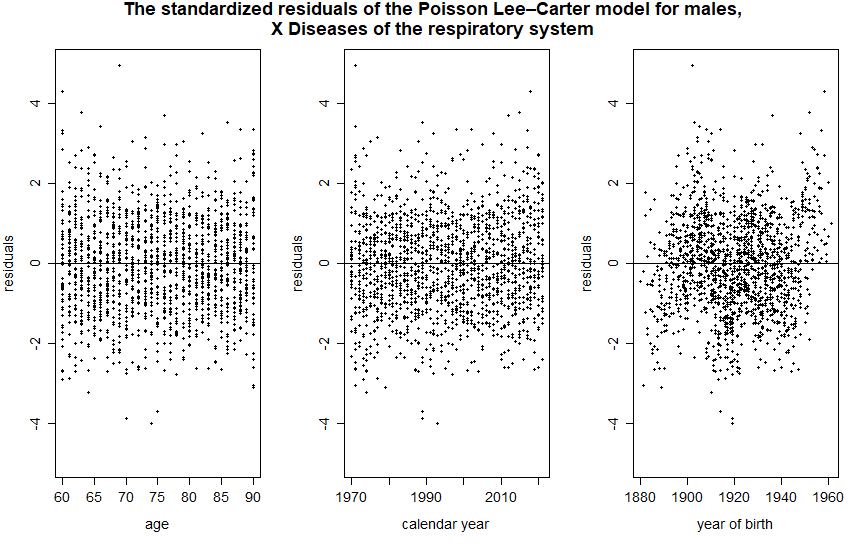 The standardized residuals of the Poisson Lee–Carter model for males,
X Diseases of the respiratory system
residuals
4
2
0
-2
-4
60 65 70 75 80 85 90
age
residuals
4
2
0
-2
-4
1970 1990 2010
calendar year
residuals
4
2
0
-2
-4
1880 1900 1920 1940 1960
year of birth